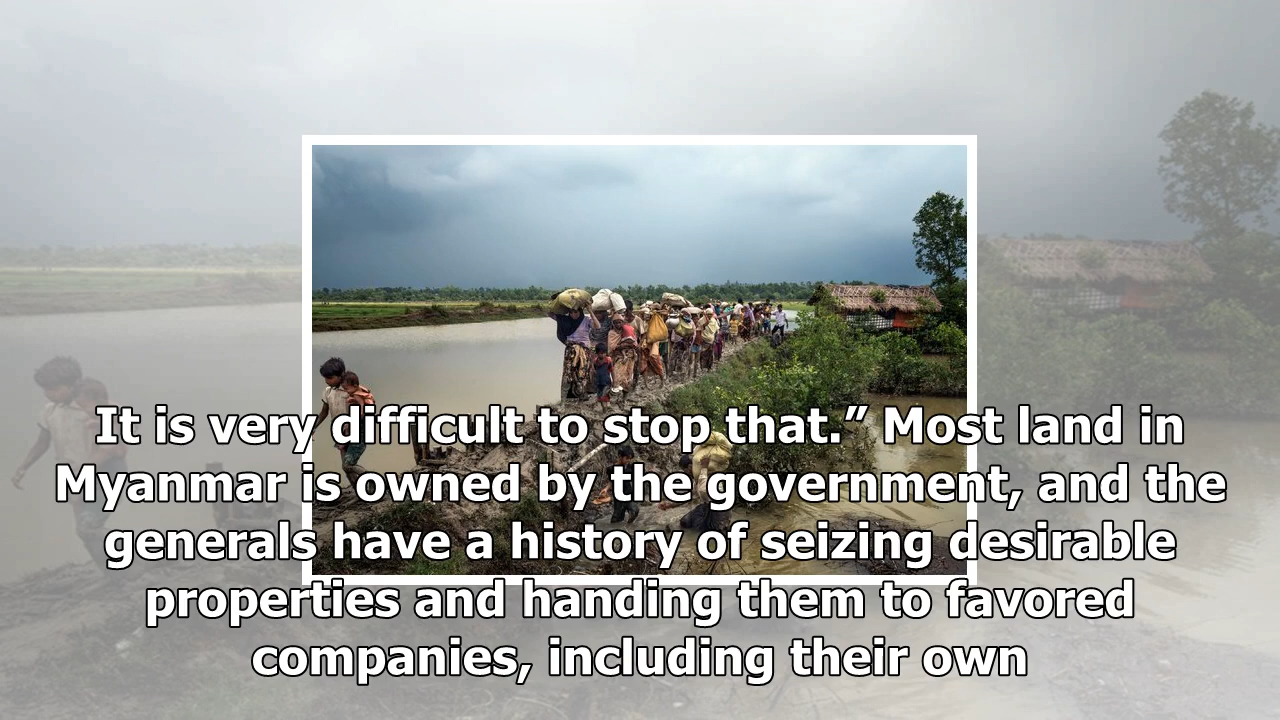 It is very difficult to stop that.” Most land in
Myanmar is owned by the government, and the
generals have a history of seizing desirable
properties and handing them to favored
companies, including their own